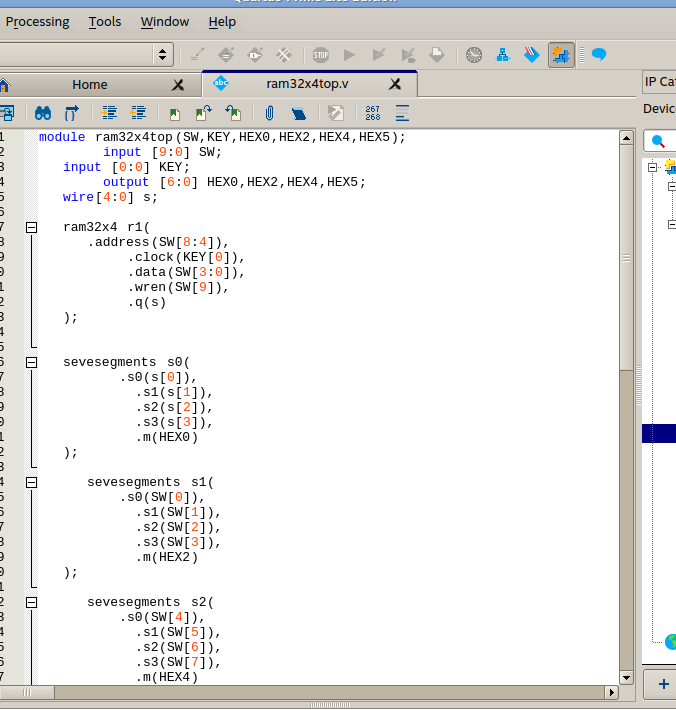 Processing Tools Window Help
Home ram32x4top.v IP Cat
Device
267
268
1 module ram32x4top(SW,KEY,HEX0,HEX2,HEX4,HEX5);
2 input [9:0] SW;
3 input [0:0] KEY;
4 output [6:0] HEX0,HEX2,HEX4,HEX5;
5 wire[4:0] s;
6
7 ram32x4 r1(
8 .address(SW[8:4]),
9 .clock(KEY[0]),
0 .data(SW[3:0]),
1 .wren(SW[9]),
2 .q(s)
3 );
4
5
6 sevesegments s0(
7 .s0(s[0]),
8 .s1(s[1]),
9 .s2(s[2]),
0 .s3(s[3]),
1 .m(HEX0)
2 );
3
4 sevesegments s1(
5 .s0(SW[0]),
6 .s1(SW[1]),
7 .s2(SW[2]),
8 .s3(SW[3]),
9 .m(HEX2)
0 );
1
2 sevesegments s2(
3 .s0(SW[4]),
4 .s1(SW[5]),
5 .s2(SW[6]),
6 .s3(SW[7]),
7 .m(HEX4)